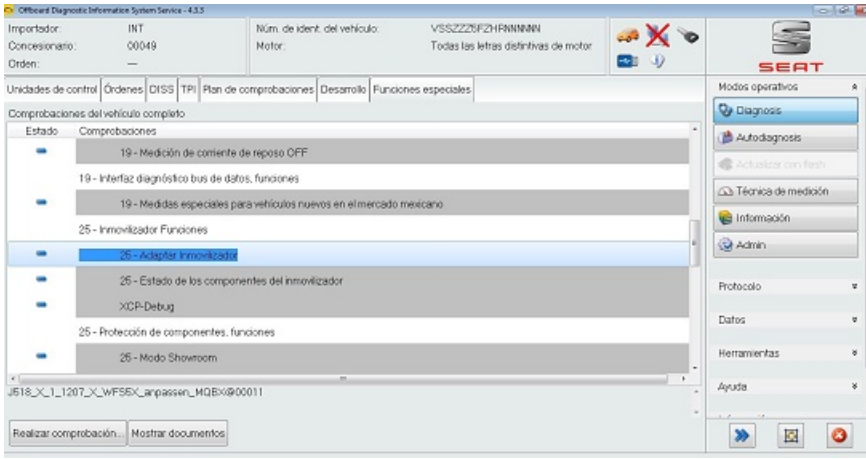 Offboard Diagnostic Information System Service - 4.3.3
Importador: INT Núm. de ident. del vehículo: VSSZZZ5FZHRNNNNNN
Concesionario: 00049 Motor: Todas las letras distintivas de motor
Orden: ---
SEAT
Unidades de control Órdenes DISS TPI Plan de comprobaciones Desarrollo Funciones especiales
Comprobaciones del vehículo completo
Estado Comprobaciones
19 - Medición de corriente de reposo OFF
19 - Interfaz diagnóstico bus de datos, funciones
19 - Medidas especiales para vehículos nuevos en el mercado mexicano
25 - Inmovilizador Funciones
25 - Adaptar Inmovilizador
25 - Estado de los componentes del inmovilizador
XCP-Debug
25 - Protección de componentes, funciones
25 - Modo Showroom
J518_X_1_1207_X_WFS5X_anpassen_MQBX@00011
Realizar comprobación... Mostrar documentos
Modos operativos
Diagnosis
Autodiagnosis
Actualizar con flash
Técnica de medición
Información
Admin
Protocolo
Datos
Herramientas
Ayuda